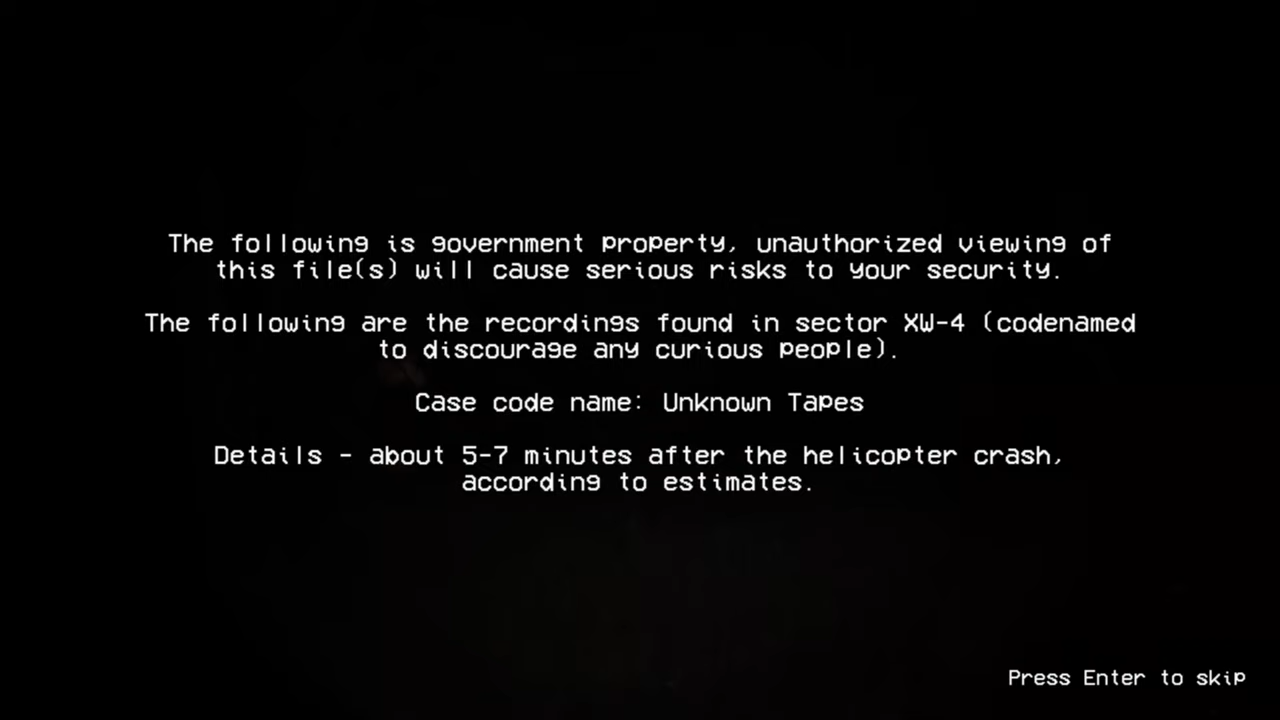 The following is government property, unauthorized viewing of
this file(s) will cause serious risks to your security.
The following are the recordings found in sector XW-4 (codenamed
to discourage any curious people).
Case code name: Unknown Tapes
Details - about 5-7 minutes after the helicopter crash,
according to estimates.
Press Enter to skip